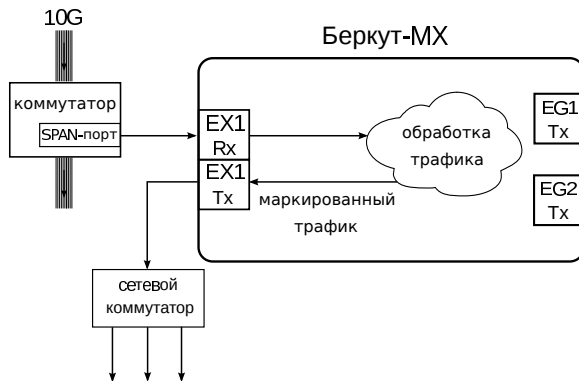 10G
Беркут-MX
коммутатор
SPAN-порт
EX1
Rx
EX1
Tx
обработка
трафика
EG1
Tx
EG2
Tx
маркированный
трафик
сетевой
коммутатор